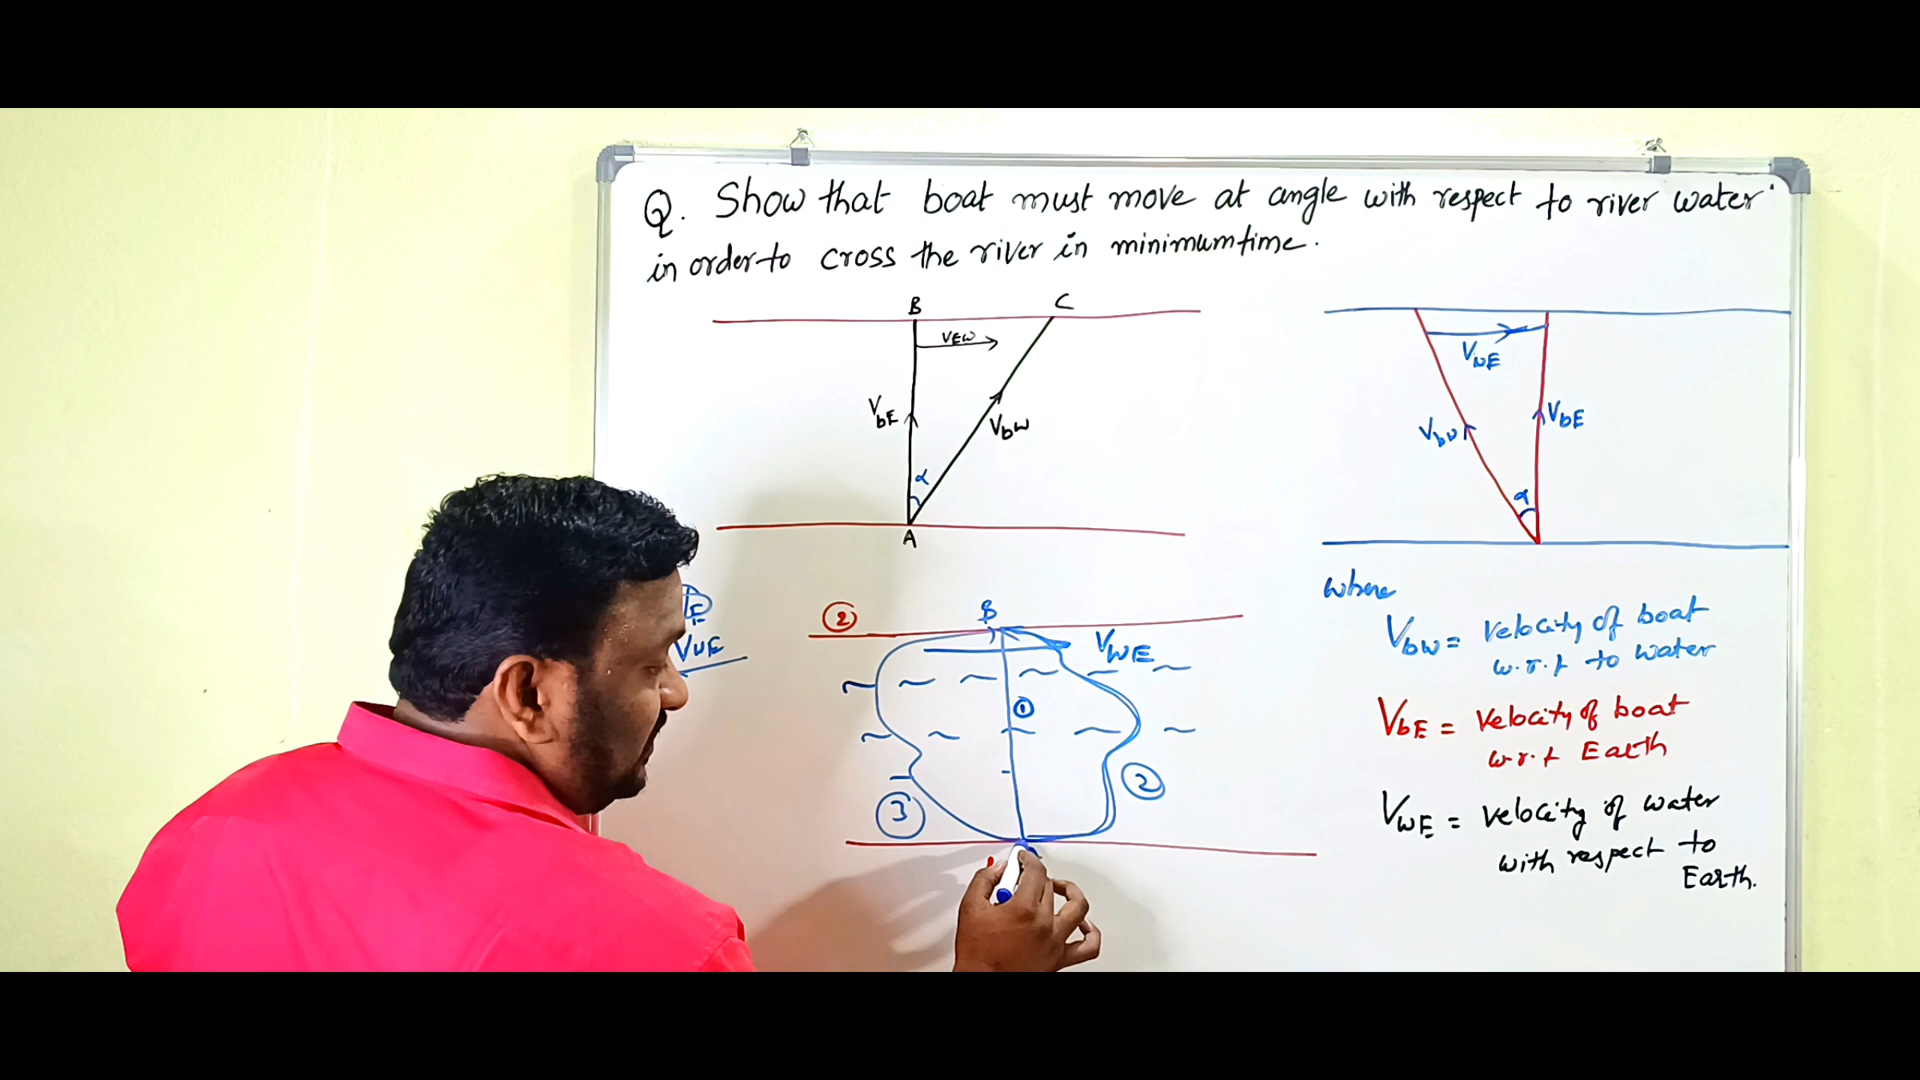 Q. Show that boat must move at angle with respect to river water
in order to cross the river in minimum time.
B C
VEW
VbE
VbW
α
A
VWE
VbW
VbE
α
VWE
② B
VWE
①
②
③
where
VbW = Velocity of boat
w.r.t to water
VbE = Velocity of boat
w.r.t Earth
VWE = Velocity of water
with respect to
Earth.